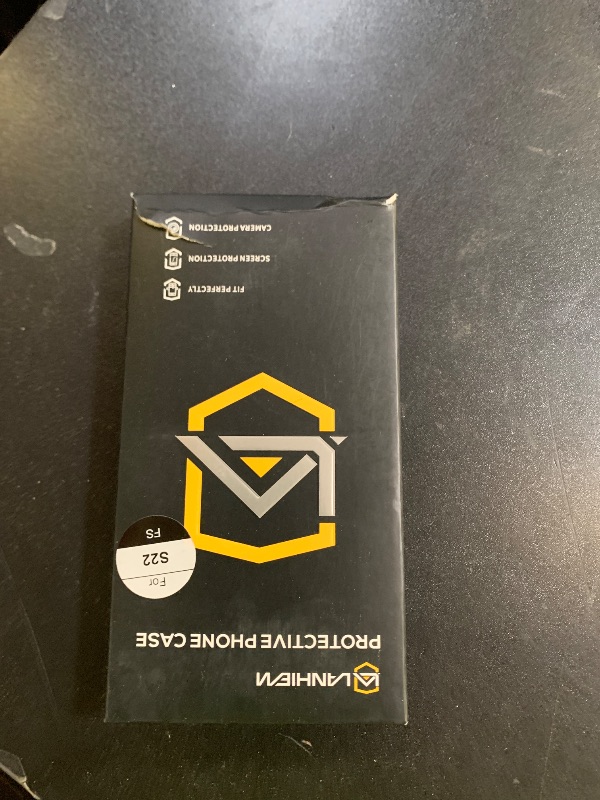 LANHIEM
PROTECTIVE PHONE CASE
For
S22
FS
FIT PERFECTLY
SCREEN PROTECTION
CAMERA PROTECTION